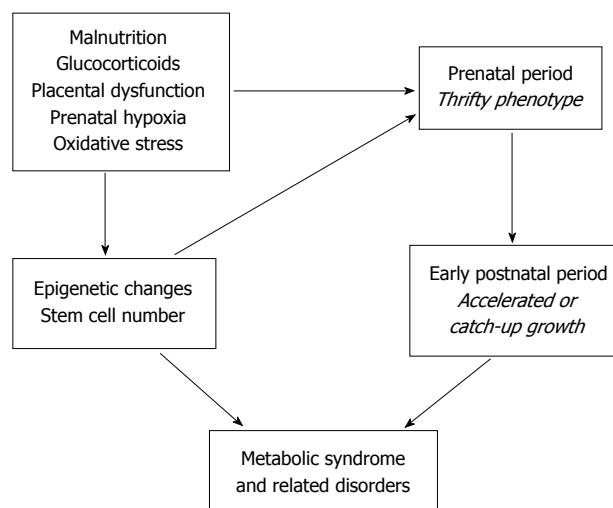 Malnutrition
Glucocorticoids
Placental dysfunction
Prenatal hypoxia
Oxidative stress
Prenatal period
Thrifty phenotype
Epigenetic changes
Stem cell number
Early postnatal period
Accelerated or
catch-up growth
Metabolic syndrome
and related disorders